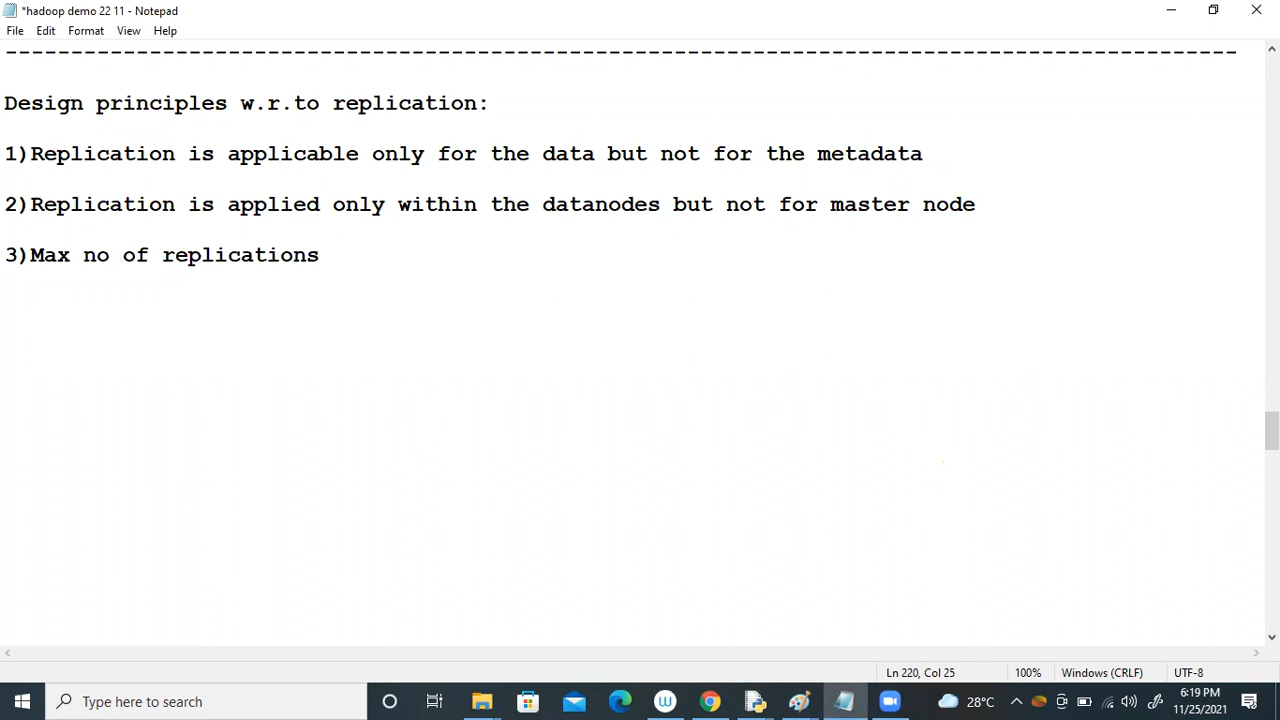 *hadoop demo 22 11 - Notepad
File Edit Format View Help
-----------------------------------------------------------------------------------------------
Design principles w.r.to replication:
1)Replication is applicable only for the data but not for the metadata
2)Replication is applied only within the datanodes but not for master node
3)Max no of replications
Ln 220, Col 25 100% Windows (CRLF) UTF-8
Type here to search
28°C
6:19 PM
11/25/2021